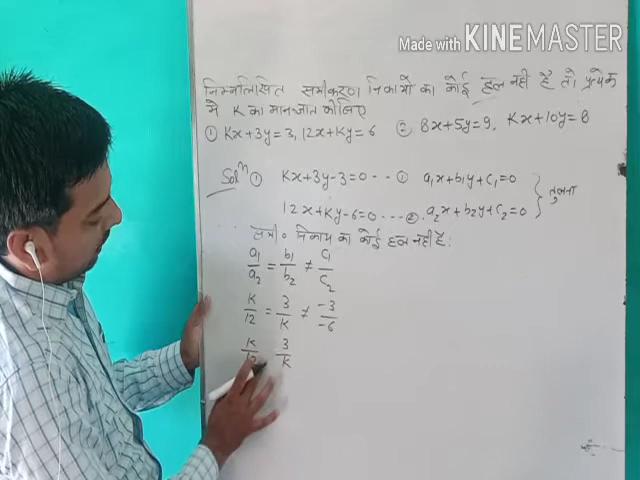 Made with KINEMASTER
निम्नलिखित समीकरण निकायों का कोई हल नही है तो प्रत्येक
मे K का मान ज्ञात कीजिए
① Kx+3y=3, 12x+Ky=6 ② 8x+5y=9, Kx+10y=8
Solⁿ ① Kx+3y-3=0 -- ① a₁x+b₁y+c₁=0
12x+Ky-6=0 --- ② a₂x+b₂y+c₂=0 } तुलना
समी० निकाय का कोई हल नही है:
a₁/a₂ = b₁/b₂ ≠ c₁/c₂
K/12 = 3/K ≠ -3/-6
K/12 3/K